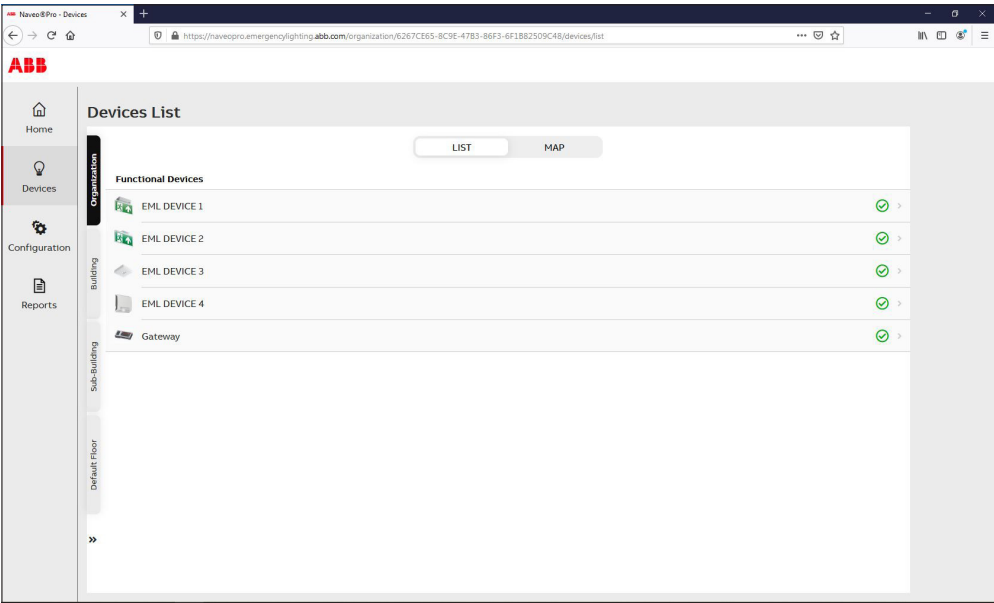 ABB Naveo®Pro - Devices
https://naveopro.emergencylighting.abb.com/organization/6267CE65-8C9E-47B3-86F3-6F1B82509C48/devices/list
ABB
Home
Devices
Configuration
Reports
Devices List
Organization
Building
Sub-Building
Default Floor
LIST MAP
Functional Devices
EML DEVICE 1
EML DEVICE 2
EML DEVICE 3
EML DEVICE 4
Gateway